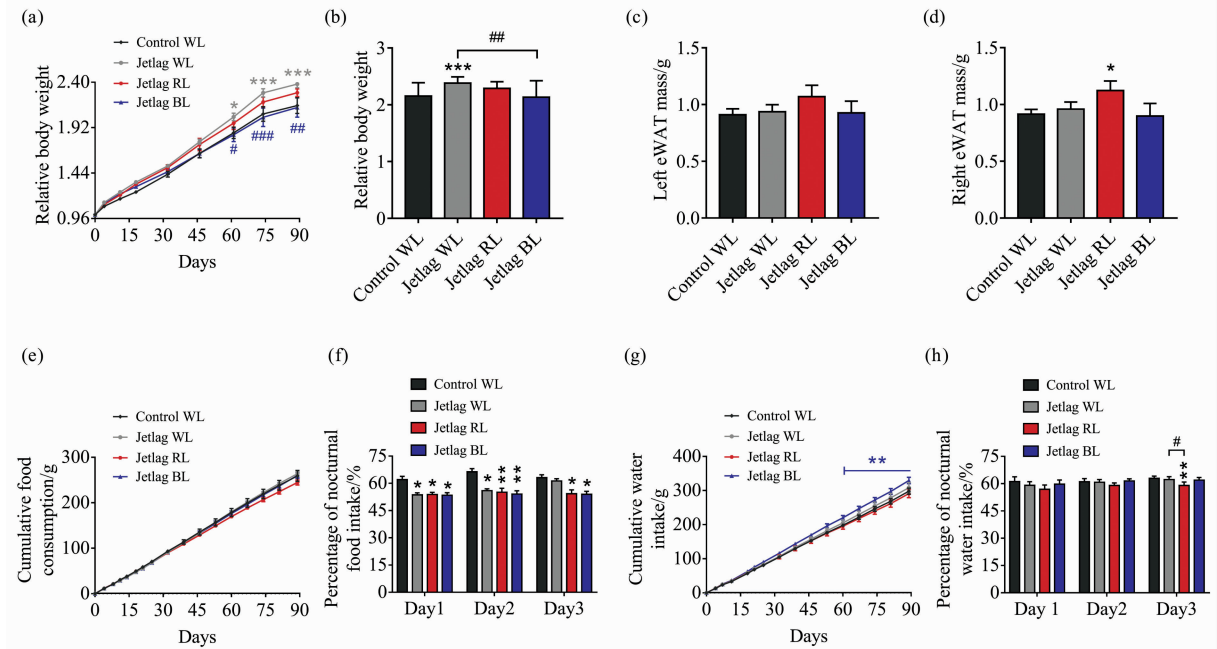 (a)
Control WL
Jetlag WL
Jetlag RL
Jetlag BL
Relative body weight
2.40
1.92
1.44
0.96
* *** ***
# ### ##
0 15 30 45 60 75 90
Days
(b)
Relative body weight
3
2
1
0
***
##
Control WL
Jetlag WL
Jetlag RL
Jetlag BL
(c)
Left eWAT mass/g
1.5
1.0
0.5
0.0
Control WL
Jetlag WL
Jetlag RL
Jetlag BL
(d)
Right eWAT mass/g
1.5
1.0
0.5
0.0
*
Control WL
Jetlag WL
Jetlag RL
Jetlag BL
(e)
Control WL
Jetlag WL
Jetlag RL
Jetlag BL
Cumulative food
consumption/g
300
200
100
0
0 15 30 45 60 75 90
Days
(f)
Control WL
Jetlag WL
Jetlag RL
Jetlag BL
Percentage of nocturnal
food intake/%
75
60
45
30
15
0
* * * * ** ** * *
Day1 Day2 Day3
(g)
Control WL
Jetlag WL
Jetlag RL
Jetlag BL
Cumulative water
intake/g
400
300
200
100
0
**
0 15 30 45 60 75 90
Days
(h)
Control WL
Jetlag WL
Jetlag RL
Jetlag BL
Percentage of nocturnal
water intake/%
75
60
45
30
15
0
#
**
Day 1 Day2 Day3